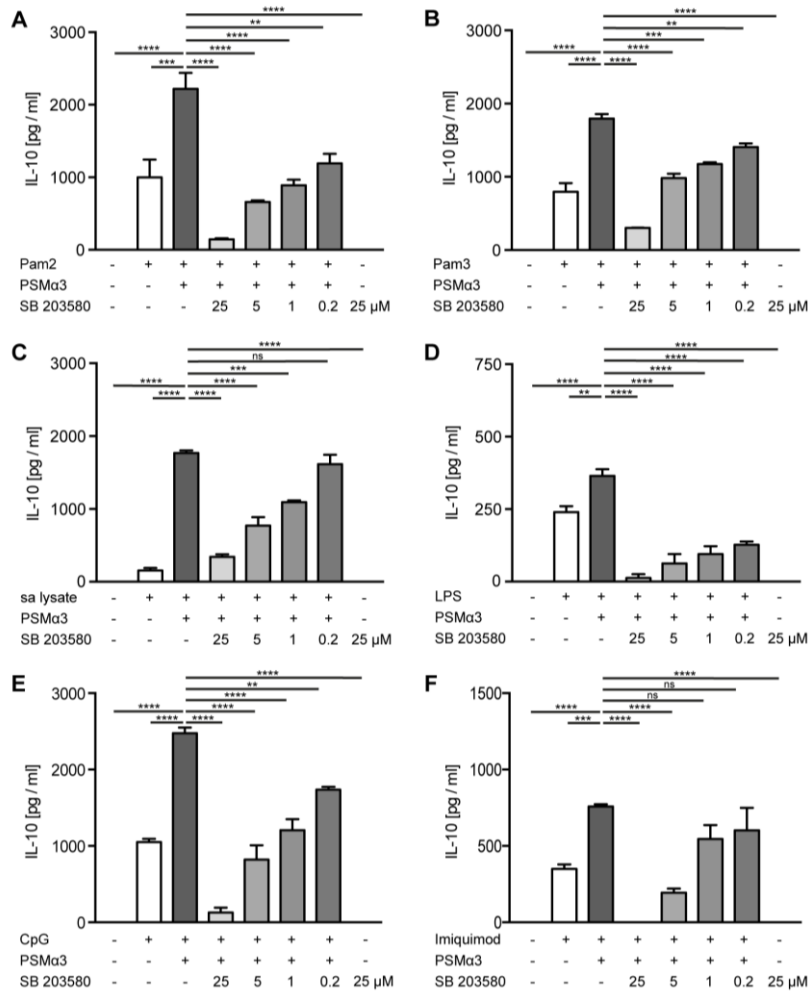 A
****
**
****
**** ****
*** ****
IL-10 [pg / ml]
3000
2000
1000
0
Pam2 - + + + + + + -
PSMα3 - - + + + + + -
SB 203580 - - - 25 5 1 0.2 25 µM
B
****
**
***
**** ****
**** ****
IL-10 [pg / ml]
3000
2000
1000
0
Pam3 - + + + + + + -
PSMα3 - - + + + + + -
SB 203580 - - - 25 5 1 0.2 25 µM
C
****
ns
***
**** ****
**** ****
IL-10 [pg / ml]
3000
2000
1000
0
sa lysate - + + + + + + -
PSMα3 - - + + + + + -
SB 203580 - - - 25 5 1 0.2 25 µM
D
****
****
****
**** ****
** ****
IL-10 [pg / ml]
750
500
250
0
LPS - + + + + + + -
PSMα3 - - + + + + + -
SB 203580 - - - 25 5 1 0.2 25 µM
E
****
**
****
**** ****
**** ****
IL-10 [pg / ml]
3000
2000
1000
0
CpG - + + + + + + -
PSMα3 - - + + + + + -
SB 203580 - - - 25 5 1 0.2 25 µM
F
****
ns
ns
**** ****
*** ****
IL-10 [pg / ml]
1500
1000
500
0
Imiquimod - + + + + + + -
PSMα3 - - + + + + + -
SB 203580 - - - 25 5 1 0.2 25 µM